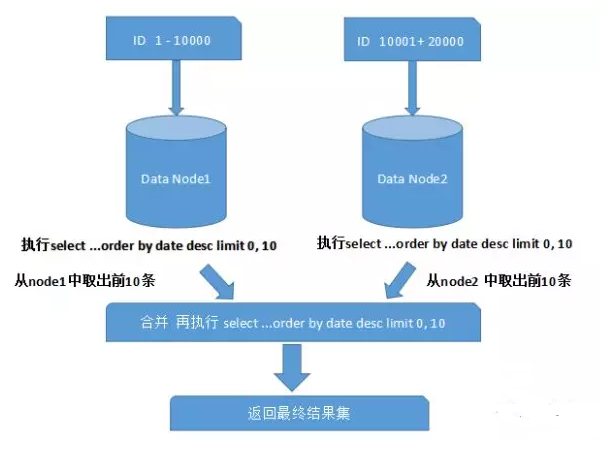 ID 1 - 10000
ID 10001+ 20000
Data Node1
Data Node2
执行select ...order by date desc limit 0, 10
执行select ...order by date desc limit 0, 10
从node1中取出前10条
从node2 中取出前10条
合并 再执行 select ...order by date desc limit 0, 10
返回最终结果集